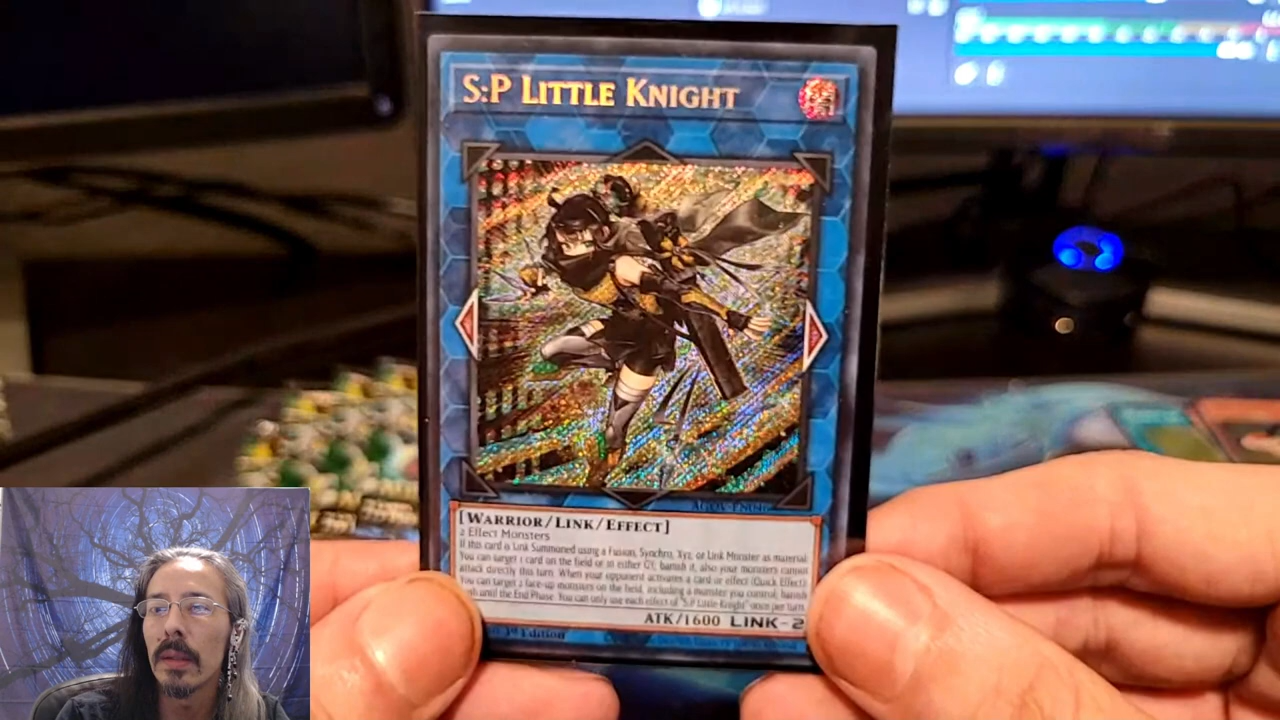 S:P LITTLE KNIGHT
AGOV-EN046
[WARRIOR/LINK/EFFECT]
2 Effect Monsters
If this card is Link Summoned using a Fusion, Synchro, Xyz, or Link Monster as material:
You can target 1 card on the field or in either GY; banish it, also your monsters cannot
attack directly this turn. When your opponent activates a card or effect (Quick Effect):
You can target 2 face-up monsters on the field, including a monster you control; banish
until the End Phase. You can only use each effect of "S:P Little Knight" once per turn.
ATK/1600 LINK-2
1st Edition